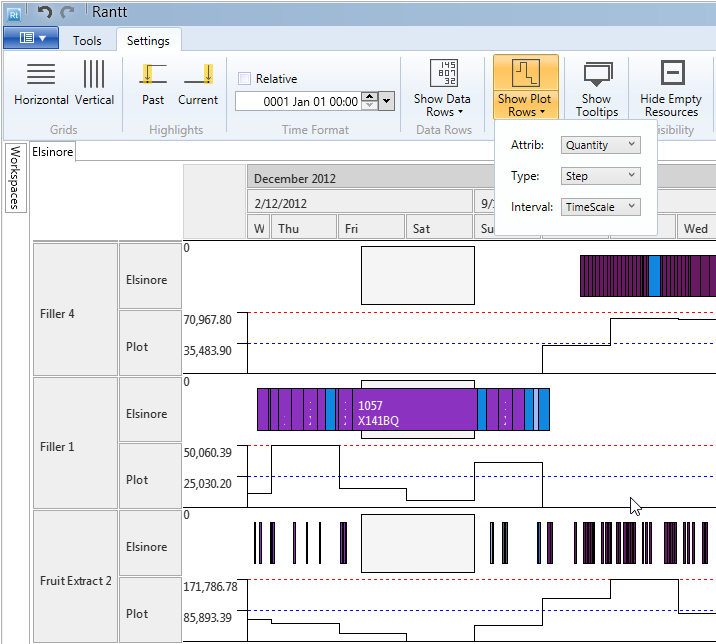 Rt Rantt
Tools Settings
Horizontal Vertical
Grids
Past Current
Highlights
Relative
0001 Jan 01 00:00
Time Format
145
807
32
Show Data
Rows
Data Rows
Show Plot
Rows
Show
Tooltips
Hide Empty
Resources
isibility
Attrib: Quantity
Type: Step
Interval: TimeScale
Workspaces
Elsinore
December 2012
2/12/2012 9/
W Thu Fri Sat Su Wed
Filler 4
Elsinore
0
Plot
70,967.80
35,483.90
Filler 1
Elsinore
0
1057
X141BQ
Plot
50,060.39
25,030.20
Fruit Extract 2
Elsinore
0
Plot
171,786.78
85,893.39